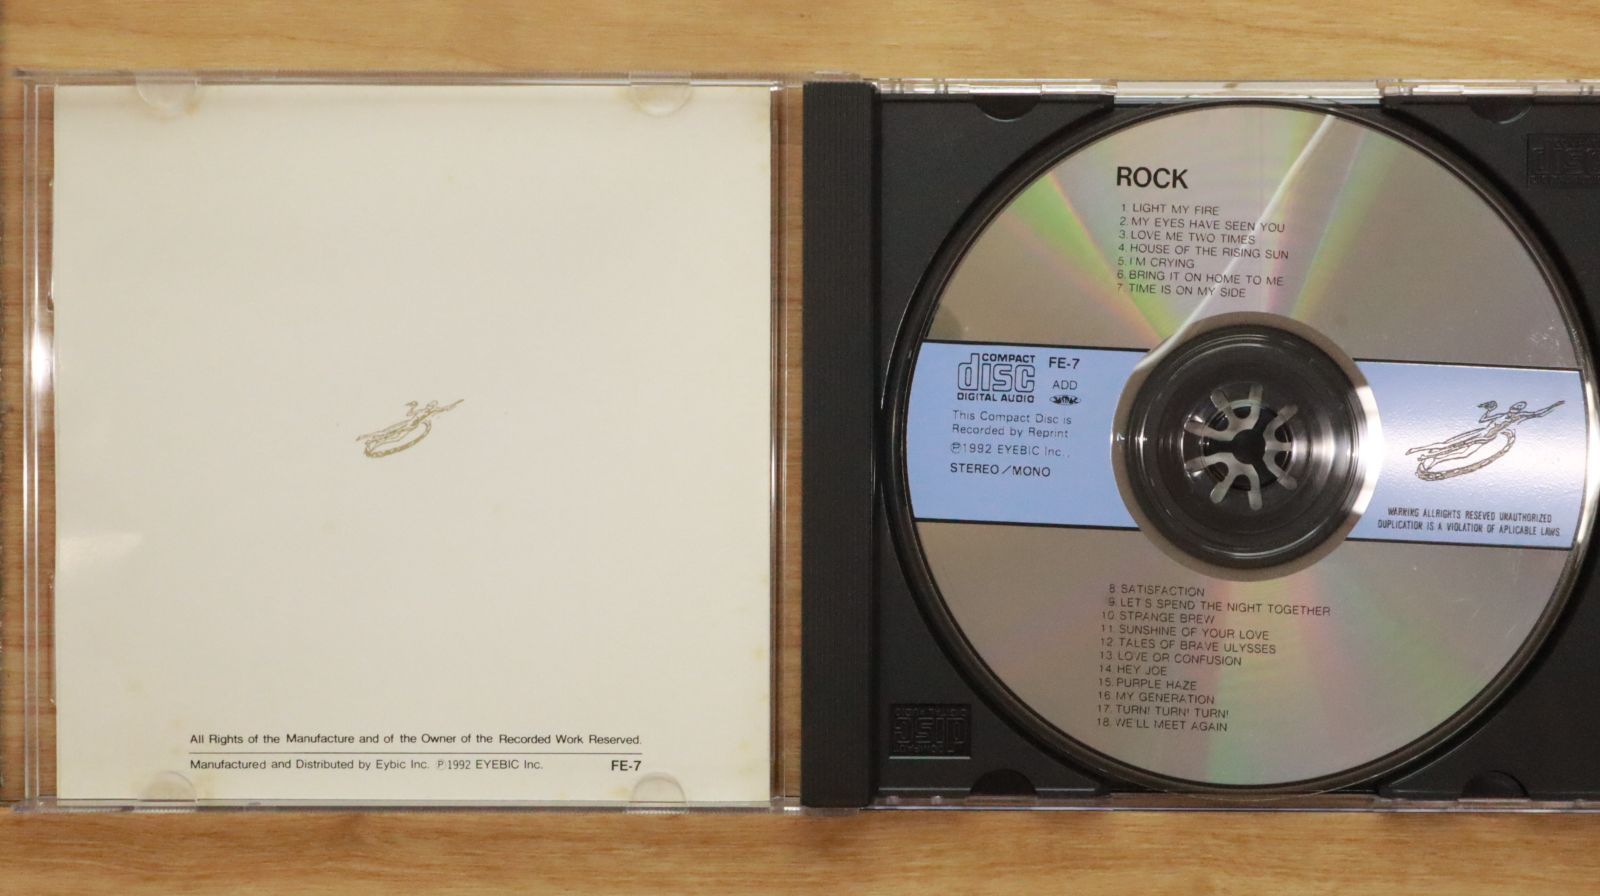 All Rights of the Manufacture and of the Owner of the Recorded Work Reserved.
Manufactured and Distributed by Eybic Inc. ℗1992 EYEBIC Inc. FE-7
ROCK
1. LIGHT MY FIRE
2. MY EYES HAVE SEEN YOU
3. LOVE ME TWO TIMES
4. HOUSE OF THE RISING SUN
5. I'M CRYING
6. BRING IT ON HOME TO ME
7. TIME IS ON MY SIDE
COMPACT
disc
DIGITAL AUDIO
FE-7
ADD
This Compact Disc is
Recorded by Reprint
℗1992 EYEBIC Inc.,
STEREO/MONO
WARNING ALLRIGHTS RESEVED UNAUTHORIZED
DUPLICATION IS A VIOLATION OF APLICABLE LAWS.
8. SATISFACTION
9. LET'S SPEND THE NIGHT TOGETHER
10. STRANGE BREW
11. SUNSHINE OF YOUR LOVE
12. TALES OF BRAVE ULYSSES
13. LOVE OR CONFUSION
14. HEY JOE
15. PURPLE HAZE
16. MY GENERATION
17. TURN! TURN! TURN!
18. WE'LL MEET AGAIN
COMPACT
disc
DIGITAL AUDIO